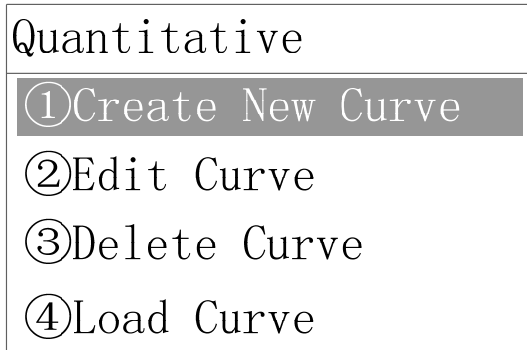 Quantitative
①Create New Curve
②Edit Curve
③Delete Curve
④Load Curve